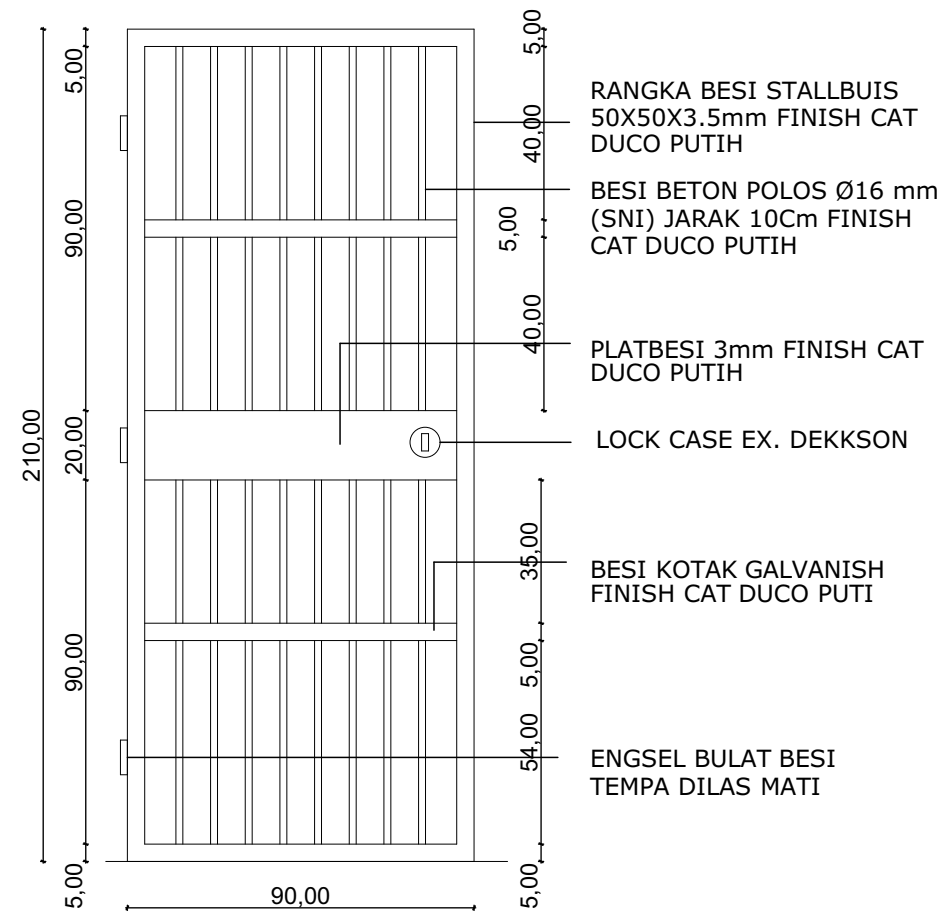 5,00
90,00
20,00
90,00
5,00
210,00
90,00
5,00
40,00
5,00
40,00
35,00
5,00
54,00
5,00
RANGKA BESI STALLBUIS
50X50X3.5mm FINISH CAT
DUCO PUTIH
BESI BETON POLOS Ø16 mm
(SNI) JARAK 10Cm FINISH
CAT DUCO PUTIH
PLATBESI 3mm FINISH CAT
DUCO PUTIH
LOCK CASE EX. DEKKSON
BESI KOTAK GALVANISH
FINISH CAT DUCO PUTI
ENGSEL BULAT BESI
TEMPA DILAS MATI